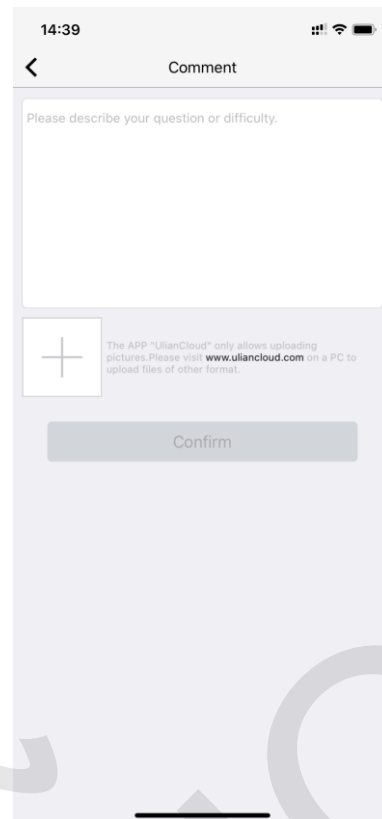 14:39
Comment
Please describe your question or difficulty.
The APP "UlianCloud" only allows uploading
pictures.Please visit www.uliancloud.com on a PC to
upload files of other format.
Confirm